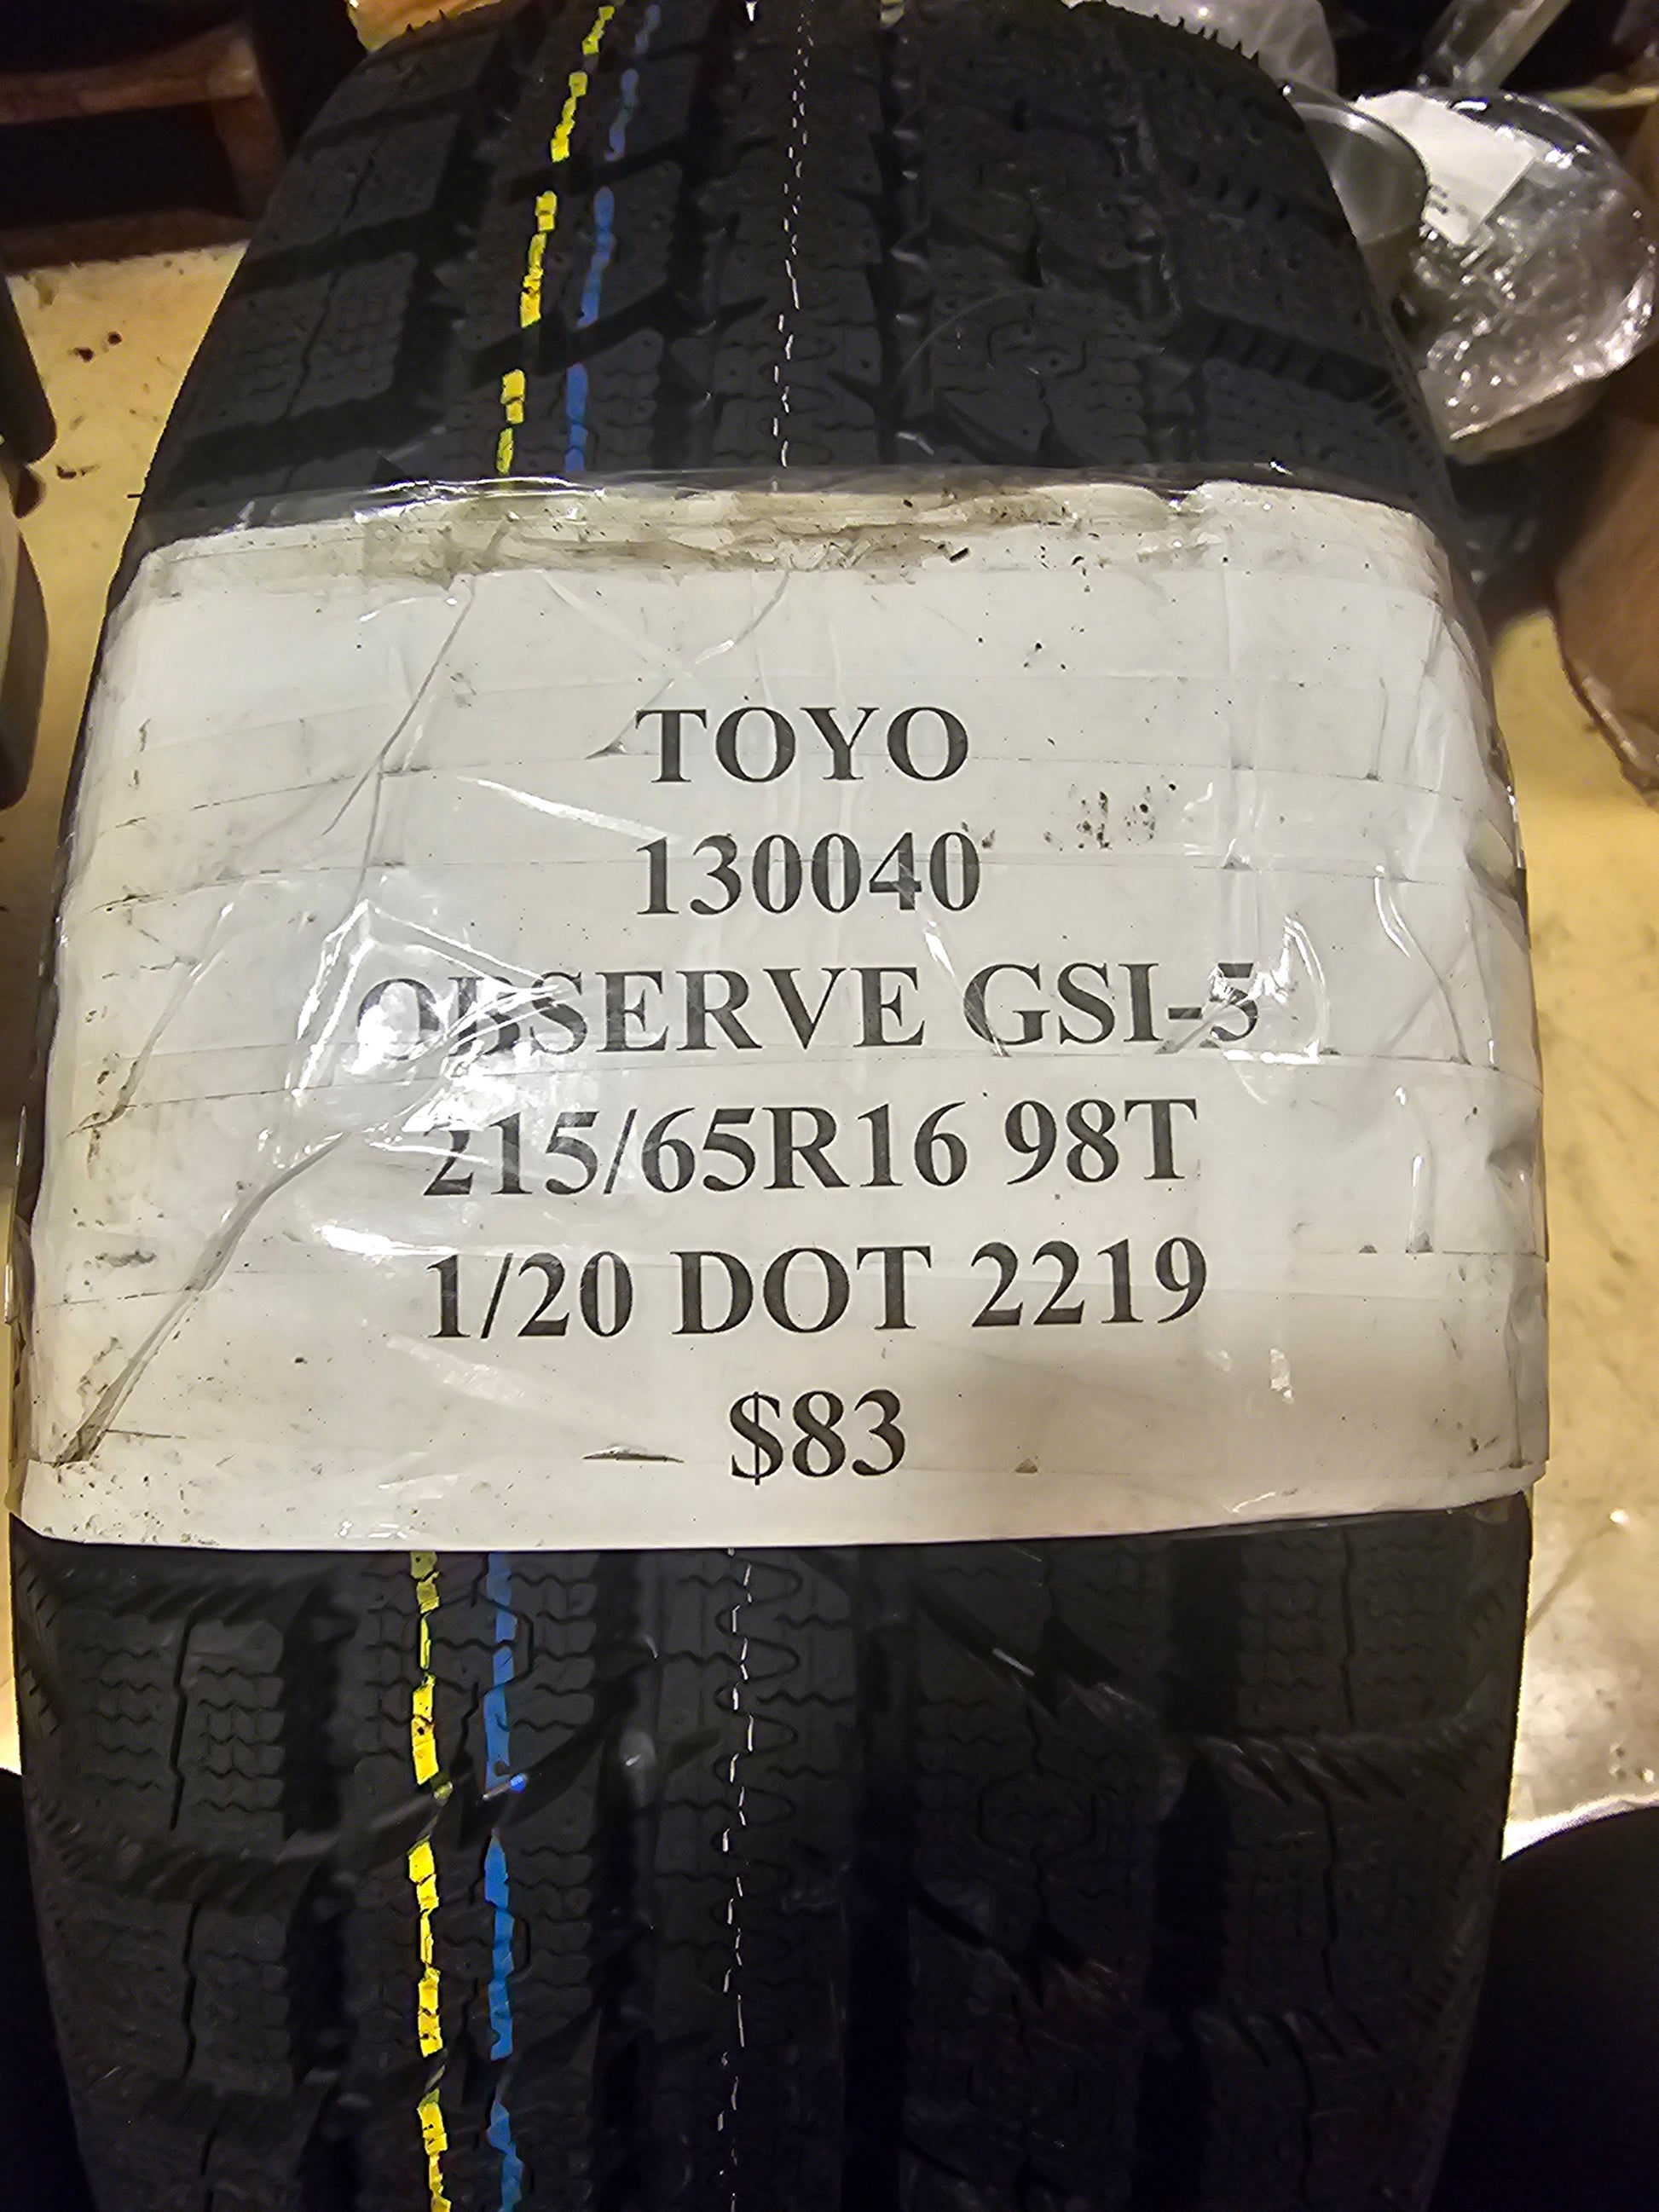 TOYO
130040
OBSERVE GSI-5
215/65R16 98T
1/20 DOT 2219
$83